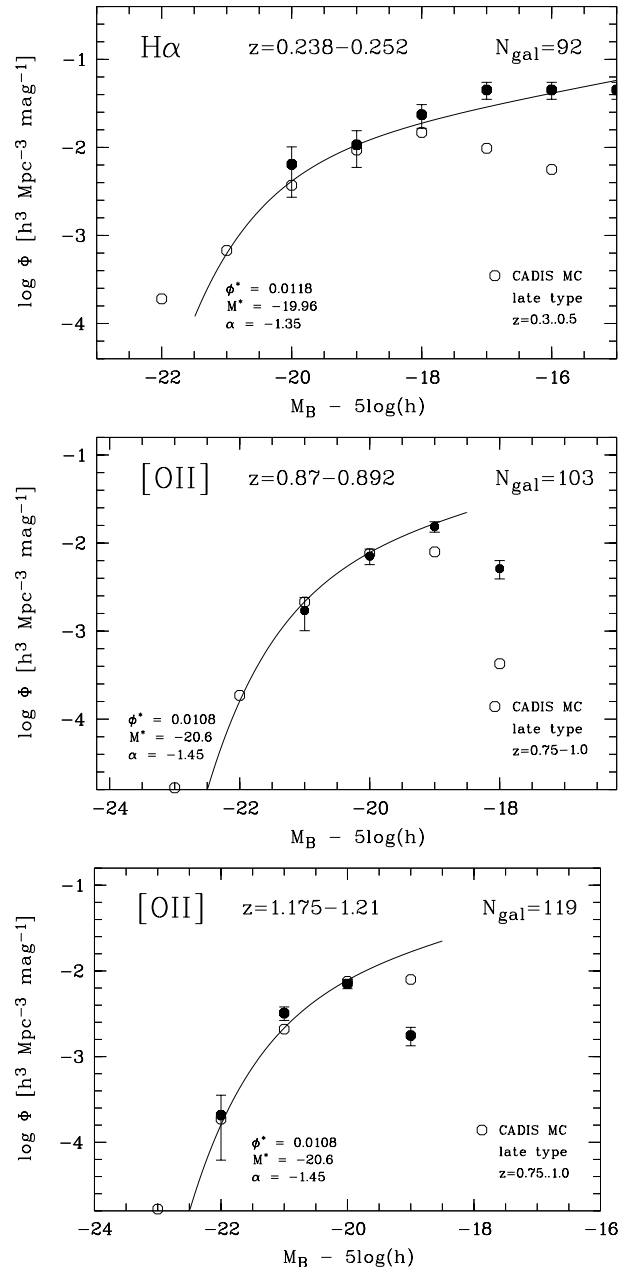 Hα z=0.238−0.252 N_gal=92
−1
−2
−3
−4
log Φ [h³ Mpc⁻³ mag⁻¹]
ϕ* = 0.0118
M* = −19.96
α = −1.35
CADIS MC
late type
z=0.3..0.5
−22 −20 −18 −16
M_B − 5log(h)
[OII] z=0.87−0.892 N_gal=103
−1
−2
−3
−4
log Φ [h³ Mpc⁻³ mag⁻¹]
ϕ* = 0.0108
M* = −20.6
α = −1.45
CADIS MC
late type
z=0.75−1.0
−24 −22 −20 −18
M_B − 5log(h)
[OII] z=1.175−1.21 N_gal=119
−1
−2
−3
−4
log Φ [h³ Mpc⁻³ mag⁻¹]
ϕ* = 0.0108
M* = −20.6
α = −1.45
CADIS MC
late type
z=0.75..1.0
−24 −22 −20 −18 −16
M_B − 5log(h)